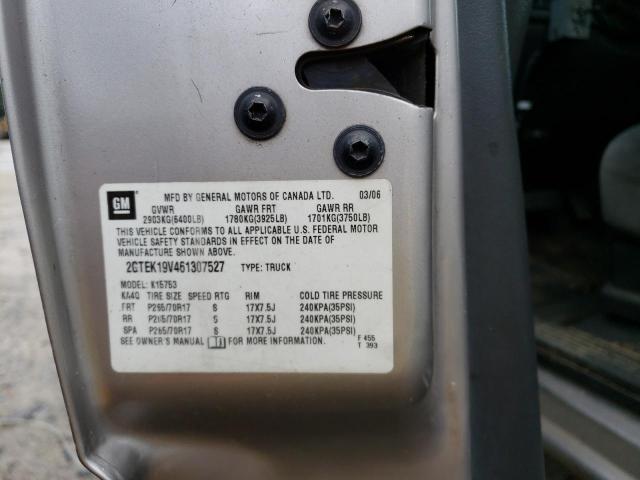 GM
MFD BY GENERAL MOTORS OF CANADA LTD. 03/06
GVWR GAWR FRT GAWR RR
2903KG(6400LB) 1780KG(3925LB) 1701KG(3750LB)
THIS VEHICLE CONFORMS TO ALL APPLICABLE U.S. FEDERAL MOTOR
VEHICLE SAFETY STANDARDS IN EFFECT ON THE DATE OF
MANUFACTURE SHOWN ABOVE.
2GTEK19V461307527 TYPE: TRUCK
MODEL: K15753
KA4Q TIRE SIZE SPEED RTG RIM COLD TIRE PRESSURE
FRT P265/70R17 S 17X7.5J 240KPA(35PSI)
RR P265/70R17 S 17X7.5J 240KPA(35PSI)
SPA P265/70R17 S 17X7.5J 240KPA(35PSI)
SEE OWNER'S MANUAL FOR MORE INFORMATION. F 455
T 393